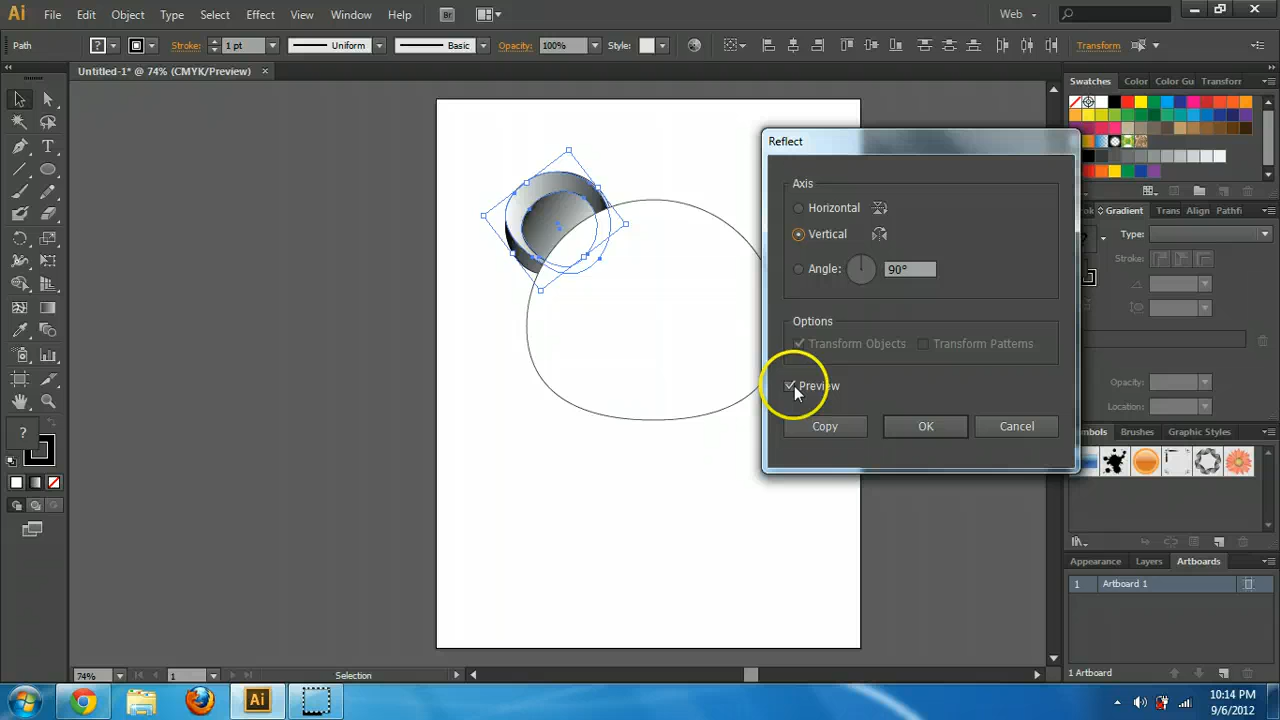 Ai File Edit Object Type Select Effect View Window Help Br Web
Path ? Stroke: 1 pt Uniform Basic Opacity: 100% Style: Transform
Untitled-1* @ 74% (CMYK/Preview) ×
Swatches Color Color Gu Transform
Reflect
Axis
Horizontal
Vertical
Angle: 90°
Options
Transform Objects Transform Patterns
Preview
Copy OK Cancel
Gradient Trans Align Pathfi
Type:
Stroke:
Opacity:
Location:
?
Brushes Graphic Styles
Appearance Layers Artboards
1 Artboard 1
1 Artboard
74% 1 Selection
Ai
10:14 PM
9/6/2012